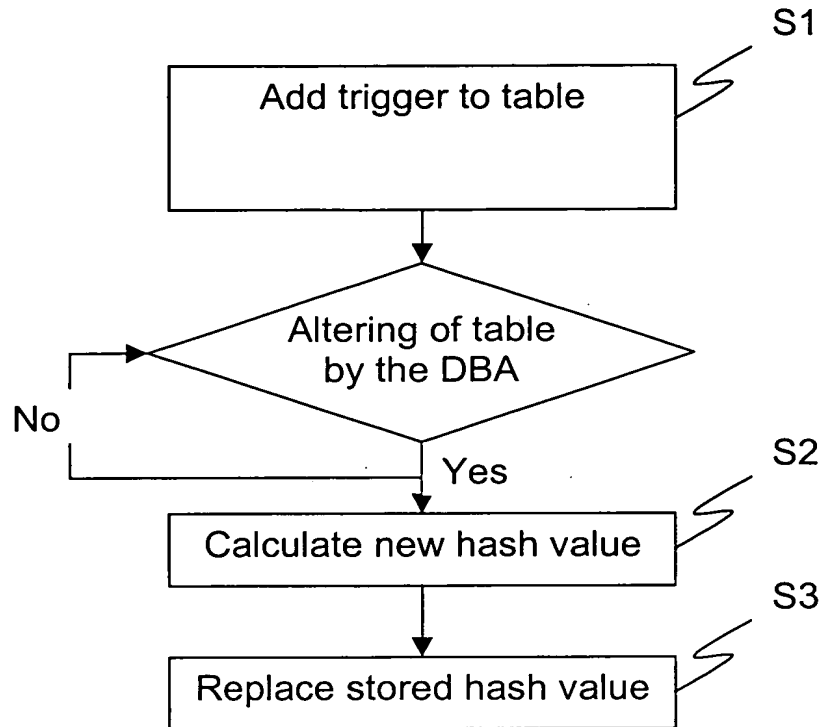 S1
Add trigger to table
Altering of table
by the DBA
No
Yes
S2
Calculate new hash value
S3
Replace stored hash value